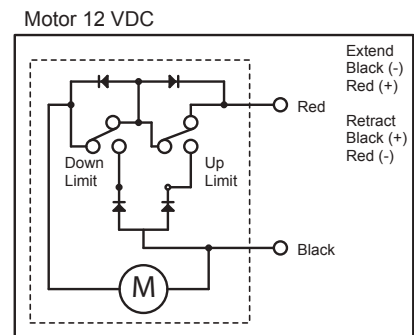 Motor 12 VDC
Extend
Black (-)
Red (+)
Red
Retract
Black (+)
Red (-)
Down
Limit
Up
Limit
Black
M